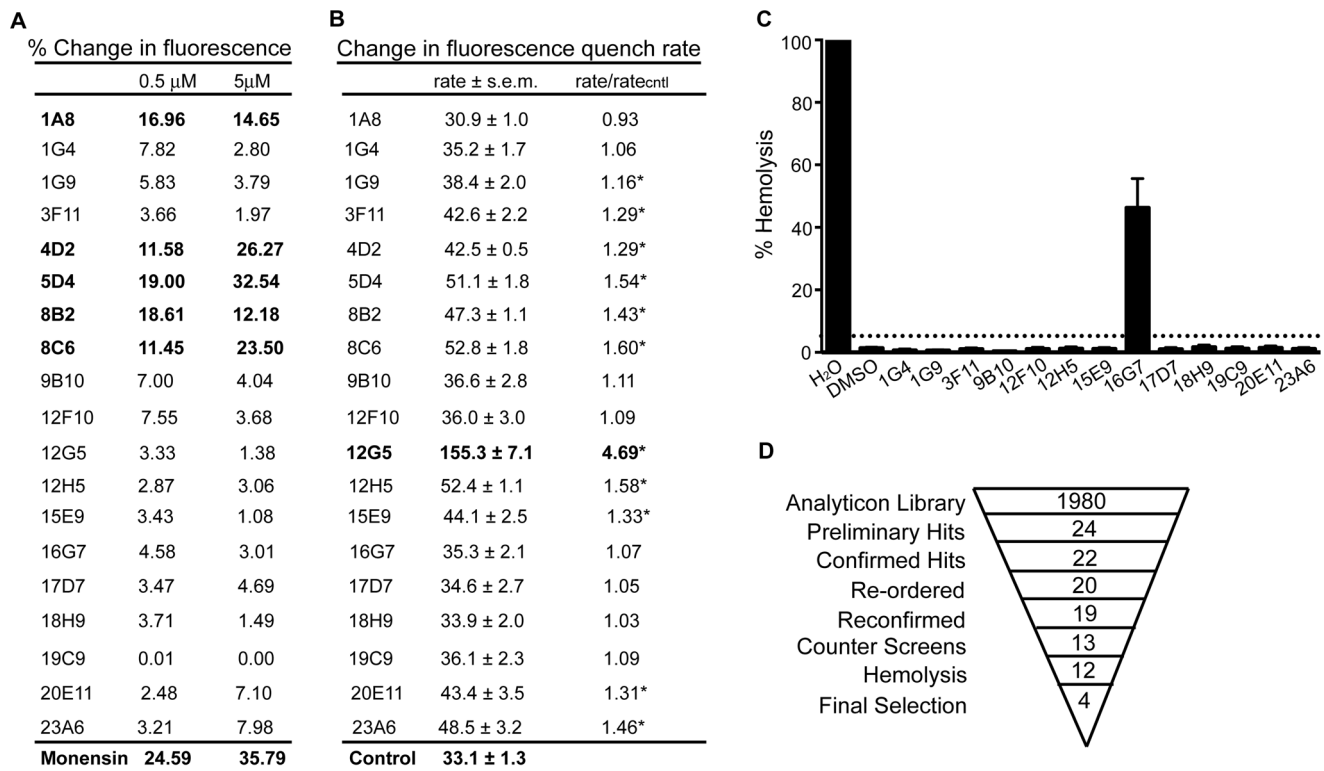 A
% Change in fluorescence
0.5 μM 5μM
1A8 16.96 14.65
1G4 7.82 2.80
1G9 5.83 3.79
3F11 3.66 1.97
4D2 11.58 26.27
5D4 19.00 32.54
8B2 18.61 12.18
8C6 11.45 23.50
9B10 7.00 4.04
12F10 7.55 3.68
12G5 3.33 1.38
12H5 2.87 3.06
15E9 3.43 1.08
16G7 4.58 3.01
17D7 3.47 4.69
18H9 3.71 1.49
19C9 0.01 0.00
20E11 2.48 7.10
23A6 3.21 7.98
Monensin 24.59 35.79
B
Change in fluorescence quench rate
rate ± s.e.m. rate/ratecntl
1A8 30.9 ± 1.0 0.93
1G4 35.2 ± 1.7 1.06
1G9 38.4 ± 2.0 1.16*
3F11 42.6 ± 2.2 1.29*
4D2 42.5 ± 0.5 1.29*
5D4 51.1 ± 1.8 1.54*
8B2 47.3 ± 1.1 1.43*
8C6 52.8 ± 1.8 1.60*
9B10 36.6 ± 2.8 1.11
12F10 36.0 ± 3.0 1.09
12G5 155.3 ± 7.1 4.69*
12H5 52.4 ± 1.1 1.58*
15E9 44.1 ± 2.5 1.33*
16G7 35.3 ± 2.1 1.07
17D7 34.6 ± 2.7 1.05
18H9 33.9 ± 2.0 1.03
19C9 36.1 ± 2.3 1.09
20E11 43.4 ± 3.5 1.31*
23A6 48.5 ± 3.2 1.46*
Control 33.1 ± 1.3
C
% Hemolysis
100
80
60
40
20
0
H2O DMSO 1G4 1G9 3F11 9B10 12F10 12H5 15E9 16G7 17D7 18H9 19C9 20E11 23A6
D
Analyticon Library 1980
Preliminary Hits 24
Confirmed Hits 22
Re-ordered 20
Reconfirmed 19
Counter Screens 13
Hemolysis 12
Final Selection 4